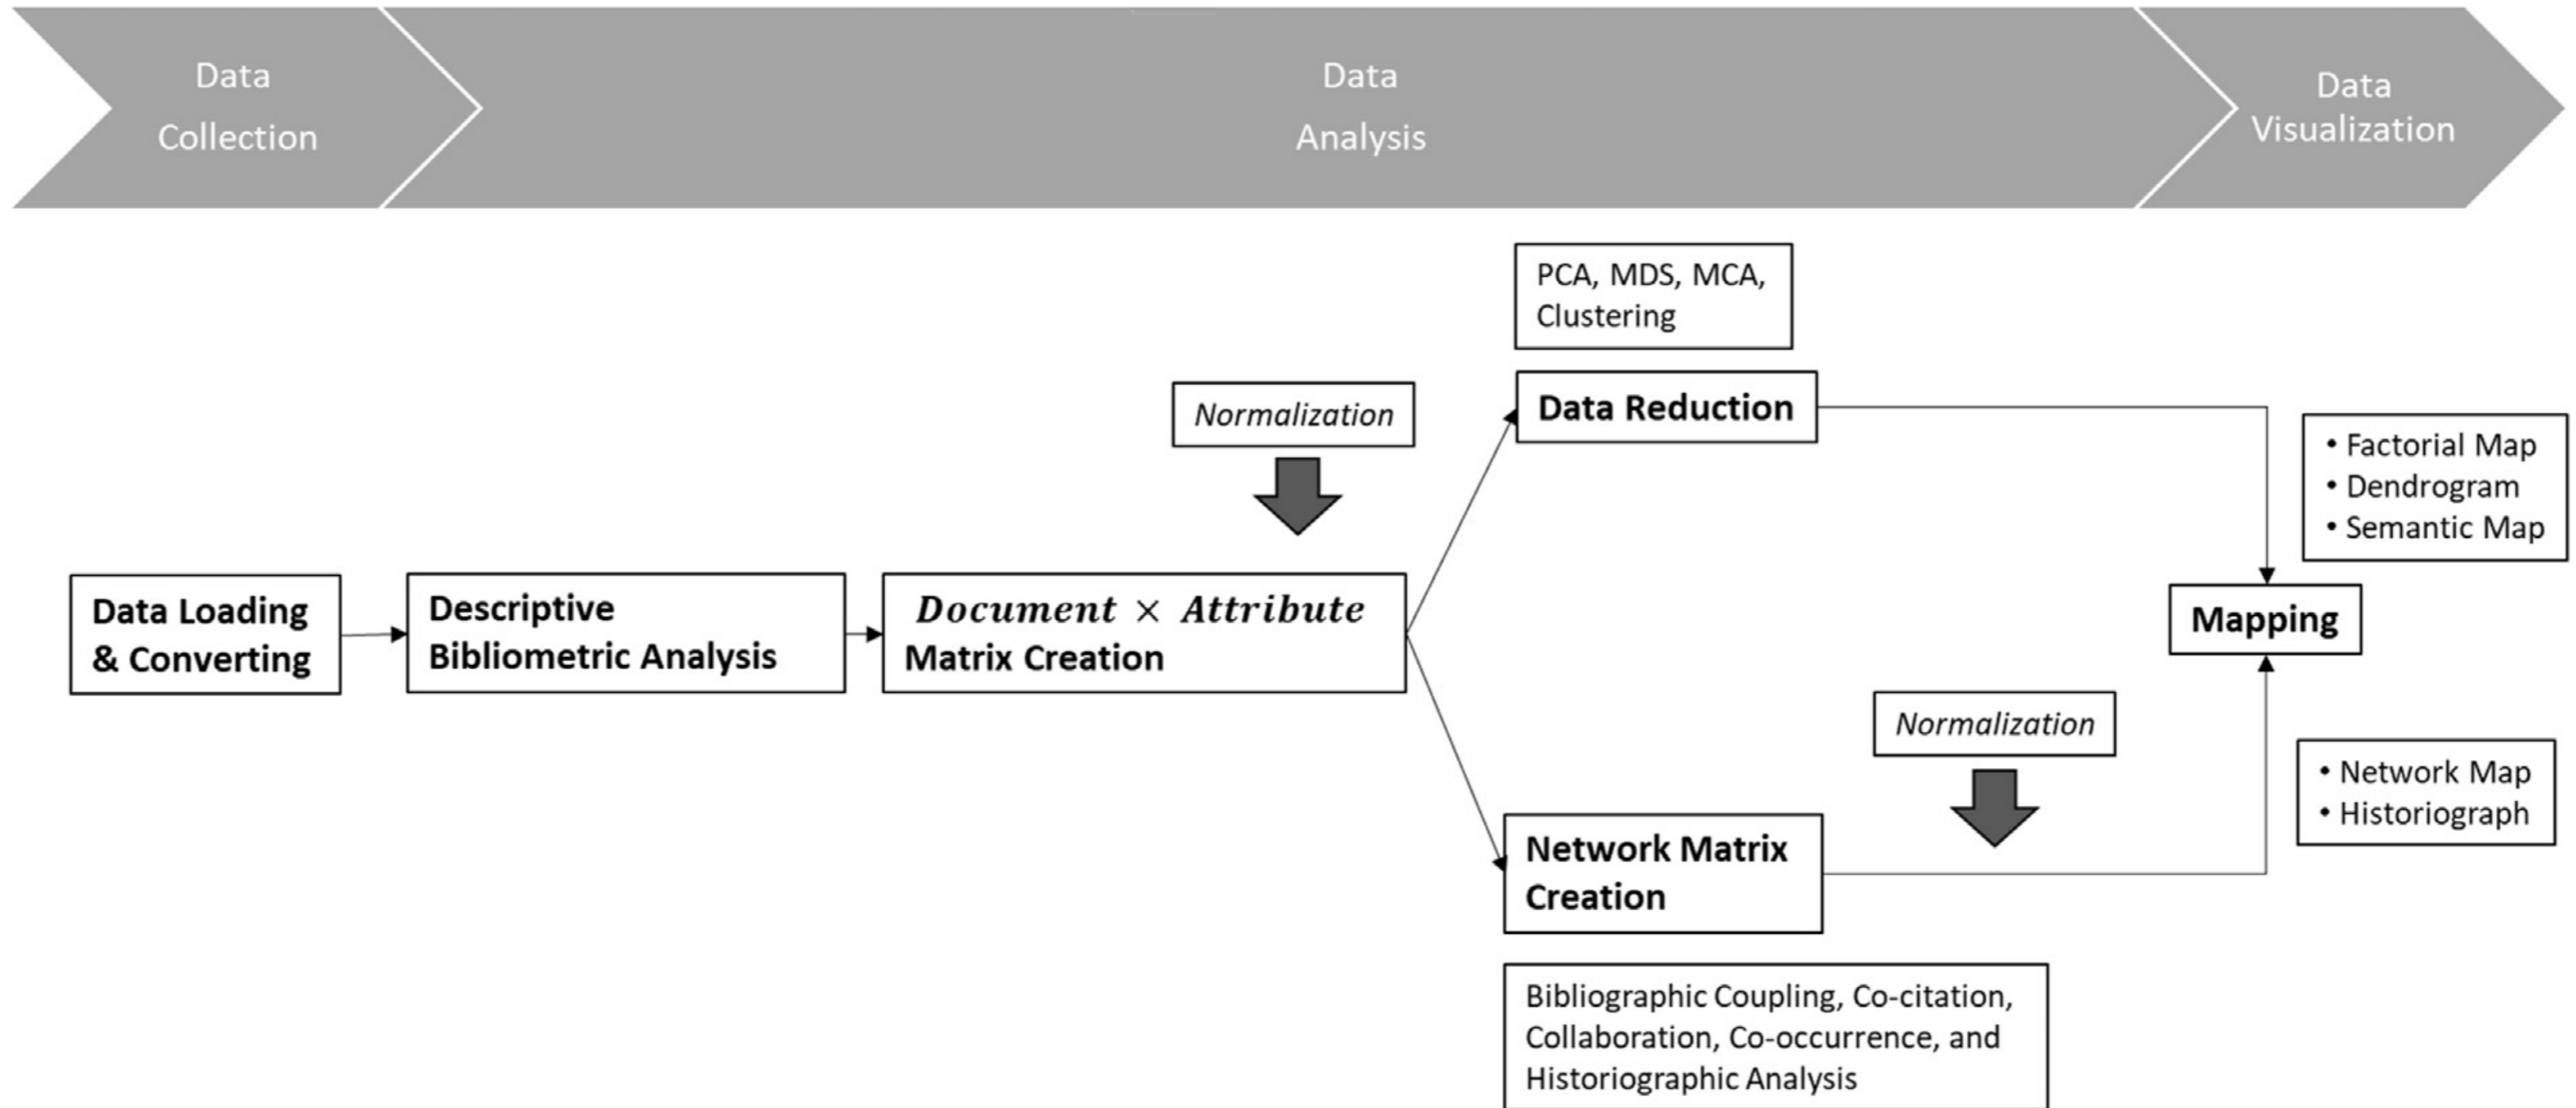 Data
Collection
Data
Analysis
Data
Visualization
PCA, MDS, MCA,
Clustering
Normalization
Data Reduction
• Factorial Map
• Dendrogram
• Semantic Map
Data Loading
& Converting
Descriptive
Bibliometric Analysis
Document × Attribute
Matrix Creation
Mapping
Normalization
• Network Map
• Historiograph
Network Matrix
Creation
Bibliographic Coupling, Co-citation,
Collaboration, Co-occurrence, and
Historiographic Analysis